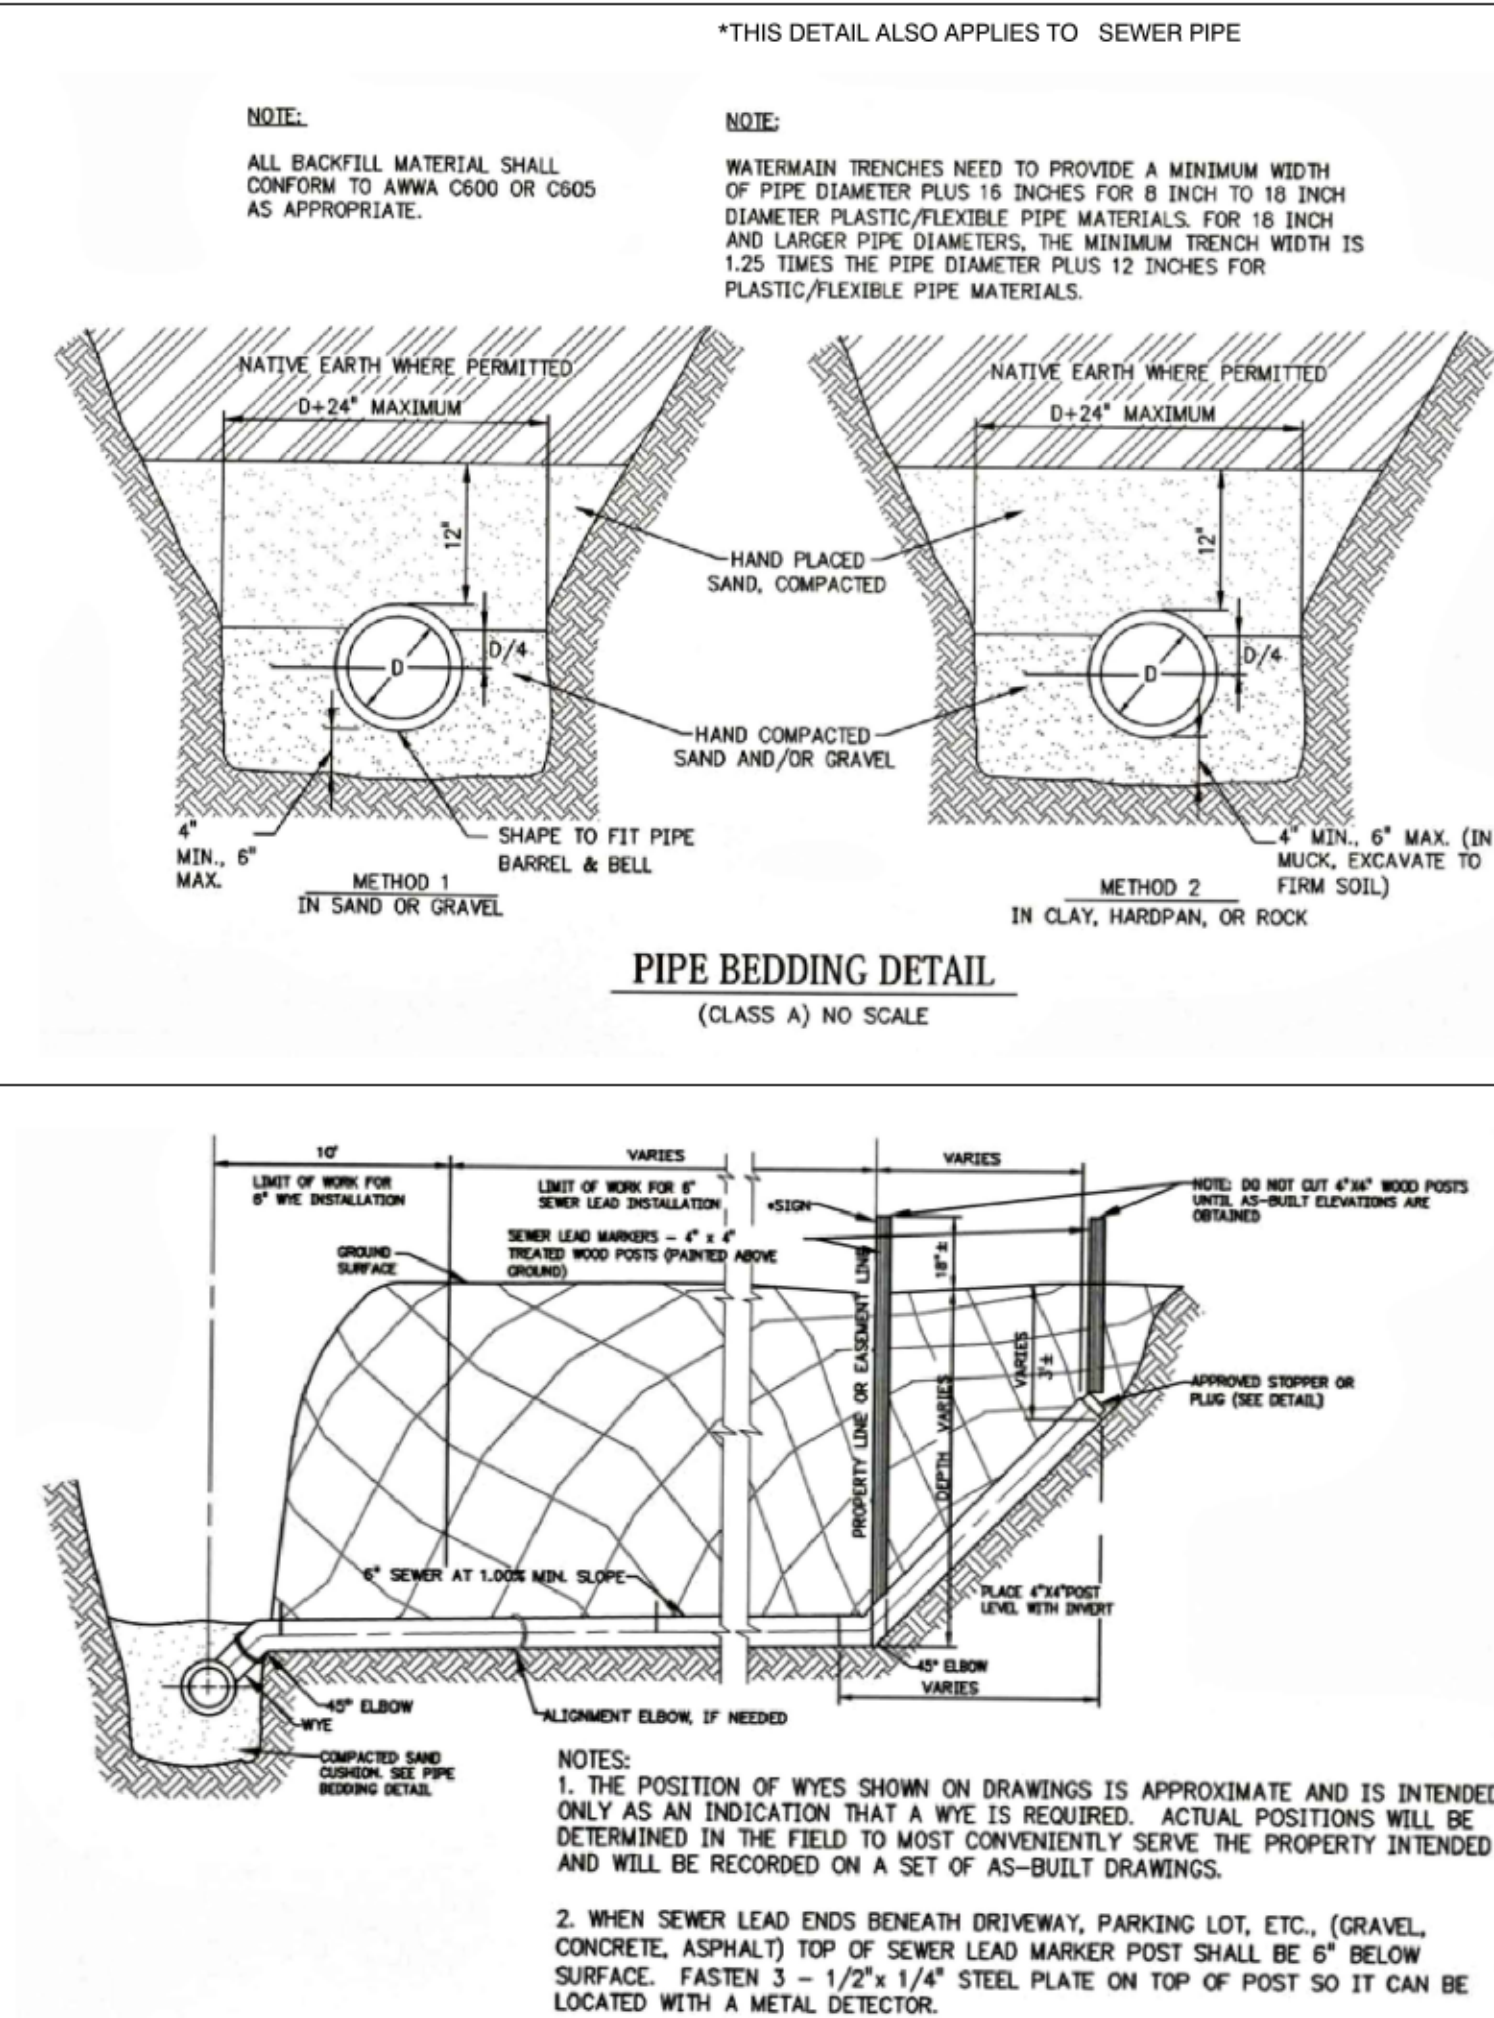 *THIS DETAIL ALSO APPLIES TO SEWER PIPE
NOTE:
ALL BACKFILL MATERIAL SHALL
CONFORM TO AWWA C600 OR C605
AS APPROPRIATE.
NOTE:
WATERMAIN TRENCHES NEED TO PROVIDE A MINIMUM WIDTH
OF PIPE DIAMETER PLUS 16 INCHES FOR 8 INCH TO 18 INCH
DIAMETER PLASTIC/FLEXIBLE PIPE MATERIALS. FOR 18 INCH
AND LARGER PIPE DIAMETERS, THE MINIMUM TRENCH WIDTH IS
1.25 TIMES THE PIPE DIAMETER PLUS 12 INCHES FOR
PLASTIC/FLEXIBLE PIPE MATERIALS.
NATIVE EARTH WHERE PERMITTED
D+24" MAXIMUM
12"
D/4
D
4"
MIN., 6"
MAX.
SHAPE TO FIT PIPE
BARREL & BELL
METHOD 1
IN SAND OR GRAVEL
HAND PLACED
SAND, COMPACTED
HAND COMPACTED
SAND AND/OR GRAVEL
NATIVE EARTH WHERE PERMITTED
D+24" MAXIMUM
12"
D/4
D
4" MIN., 6" MAX. (IN
MUCK, EXCAVATE TO
FIRM SOIL)
METHOD 2
IN CLAY, HARDPAN, OR ROCK
PIPE BEDDING DETAIL
(CLASS A) NO SCALE
10'
LIMIT OF WORK FOR
6" WYE INSTALLATION
VARIES
LIMIT OF WORK FOR 6"
SEWER LEAD INSTALLATION
VARIES
*SIGN
NOTE: DO NOT CUT 4"X4" WOOD POSTS
UNTIL AS-BUILT ELEVATIONS ARE
OBTAINED
SEWER LEAD MARKERS - 4" x 4"
TREATED WOOD POSTS (PAINTED ABOVE
GROUND)
GROUND
SURFACE
PROPERTY LINE OR EASEMENT LINE
18"±
DEPTH VARIES
VARIES
3'±
APPROVED STOPPER OR
PLUG (SEE DETAIL)
6" SEWER AT 1.00% MIN. SLOPE
PLACE 4"X4"POST
LEVEL WITH INVERT
45° ELBOW
VARIES
45° ELBOW
WYE
ALIGNMENT ELBOW, IF NEEDED
COMPACTED SAND
CUSHION. SEE PIPE
BEDDING DETAIL
NOTES:
1. THE POSITION OF WYES SHOWN ON DRAWINGS IS APPROXIMATE AND IS INTENDED
ONLY AS AN INDICATION THAT A WYE IS REQUIRED. ACTUAL POSITIONS WILL BE
DETERMINED IN THE FIELD TO MOST CONVENIENTLY SERVE THE PROPERTY INTENDED
AND WILL BE RECORDED ON A SET OF AS-BUILT DRAWINGS.
2. WHEN SEWER LEAD ENDS BENEATH DRIVEWAY, PARKING LOT, ETC., (GRAVEL,
CONCRETE, ASPHALT) TOP OF SEWER LEAD MARKER POST SHALL BE 6" BELOW
SURFACE. FASTEN 3 - 1/2"x 1/4" STEEL PLATE ON TOP OF POST SO IT CAN BE
LOCATED WITH A METAL DETECTOR.